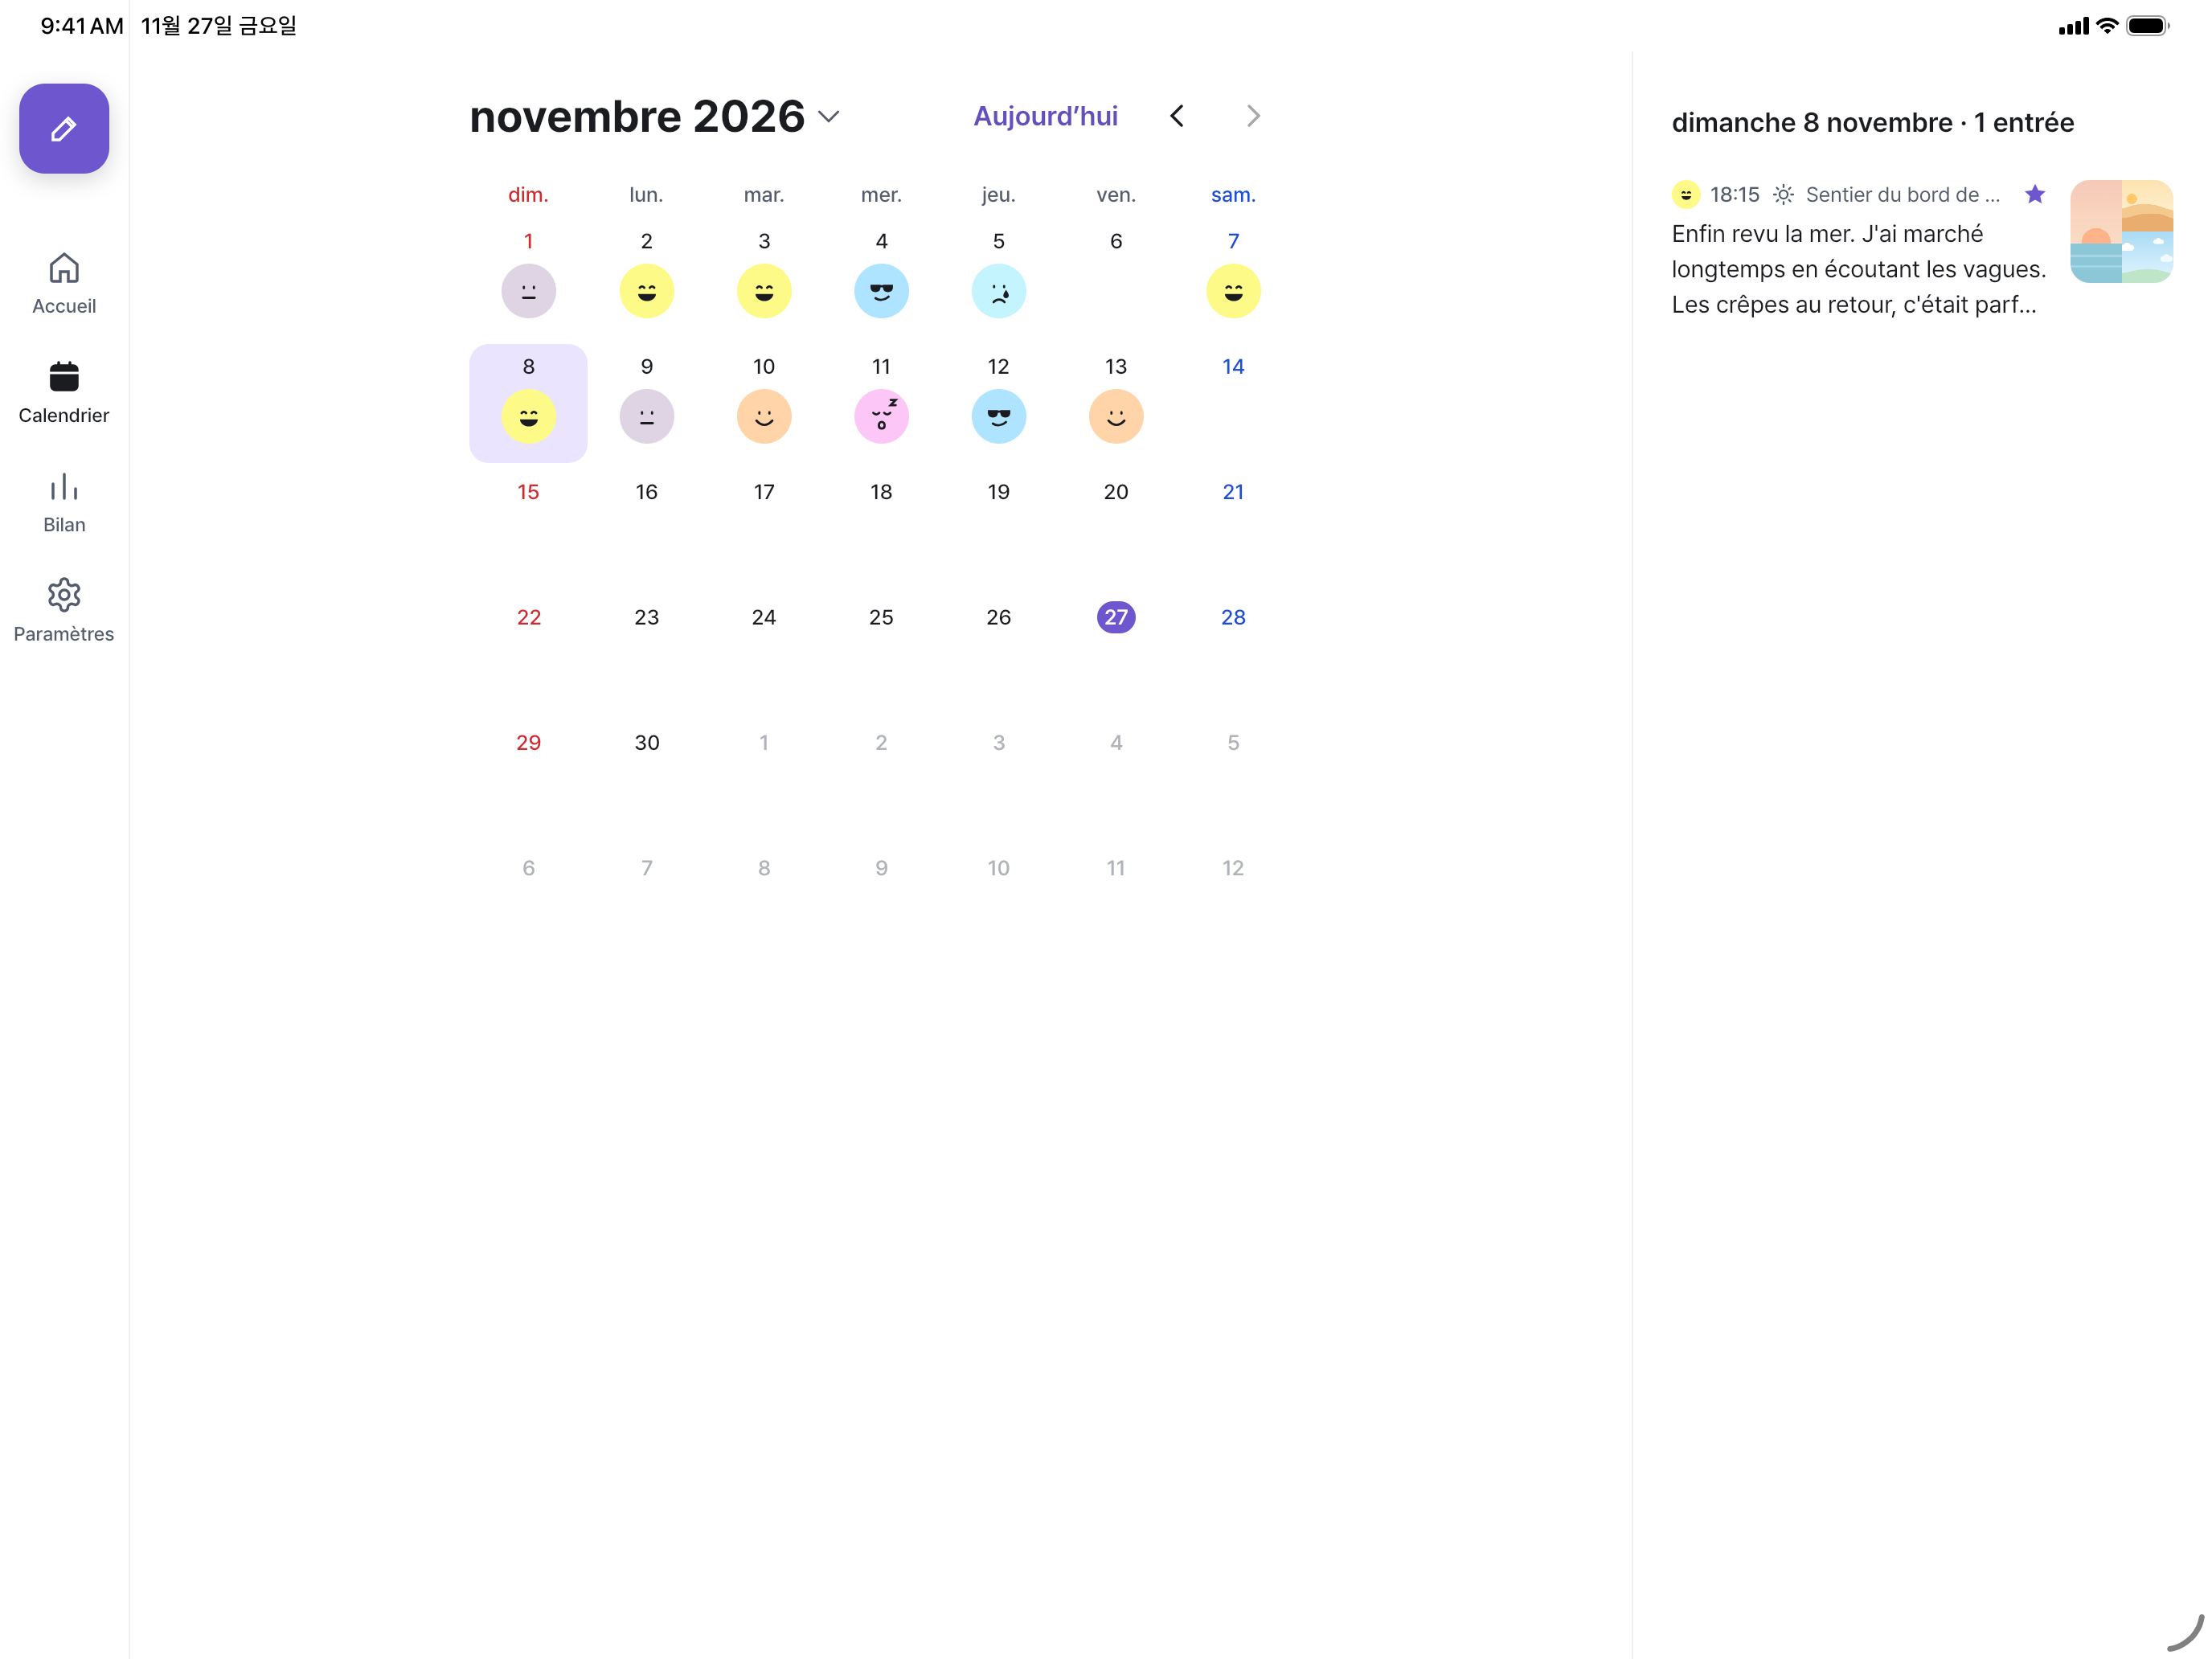 9:41 AM 11월 27일 금요일
Accueil
Calendrier
Bilan
Paramètres
novembre 2026
Aujourd’hui
dim. lun. mar. mer. jeu. ven. sam.
1 2 3 4 5 6 7
8 9 10 11 12 13 14
15 16 17 18 19 20 21
22 23 24 25 26 27 28
29 30 1 2 3 4 5
6 7 8 9 10 11 12
dimanche 8 novembre · 1 entrée
18:15 Sentier du bord de ...
Enfin revu la mer. J'ai marché
longtemps en écoutant les vagues.
Les crêpes au retour, c'était parf...